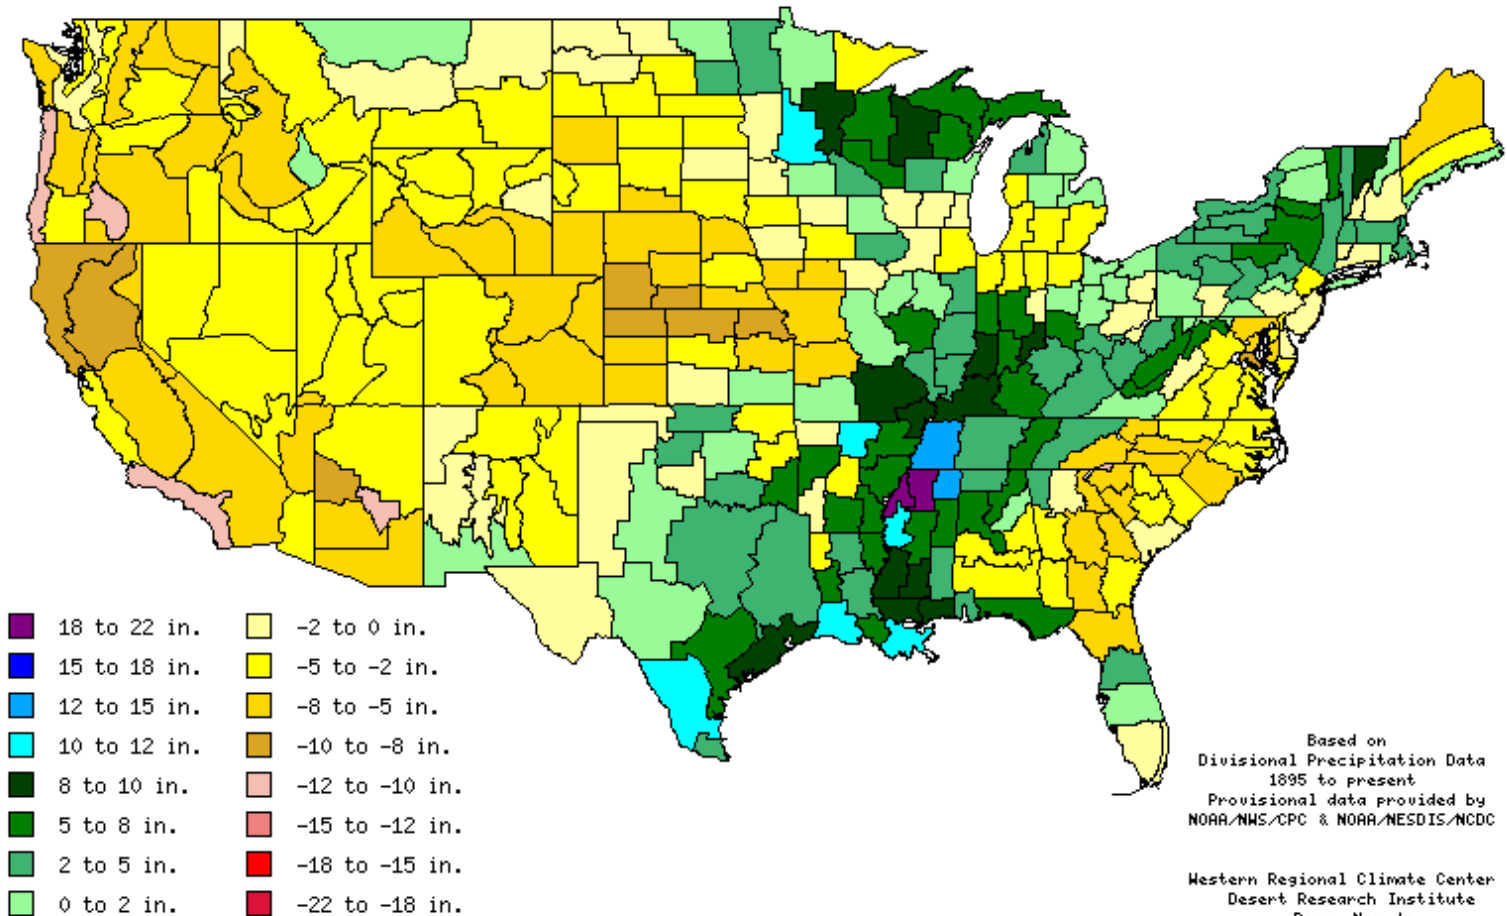 18 to 22 in.
15 to 18 in.
12 to 15 in.
10 to 12 in.
8 to 10 in.
5 to 8 in.
2 to 5 in.
0 to 2 in.
-2 to 0 in.
-5 to -2 in.
-8 to -5 in.
-10 to -8 in.
-12 to -10 in.
-15 to -12 in.
-18 to -15 in.
-22 to -18 in.
Based on
Divisional Precipitation Data
1895 to present
Provisional data provided by
NOAA/NWS/CPC & NOAA/NESDIS/NCDC
Western Regional Climate Center
Desert Research Institute